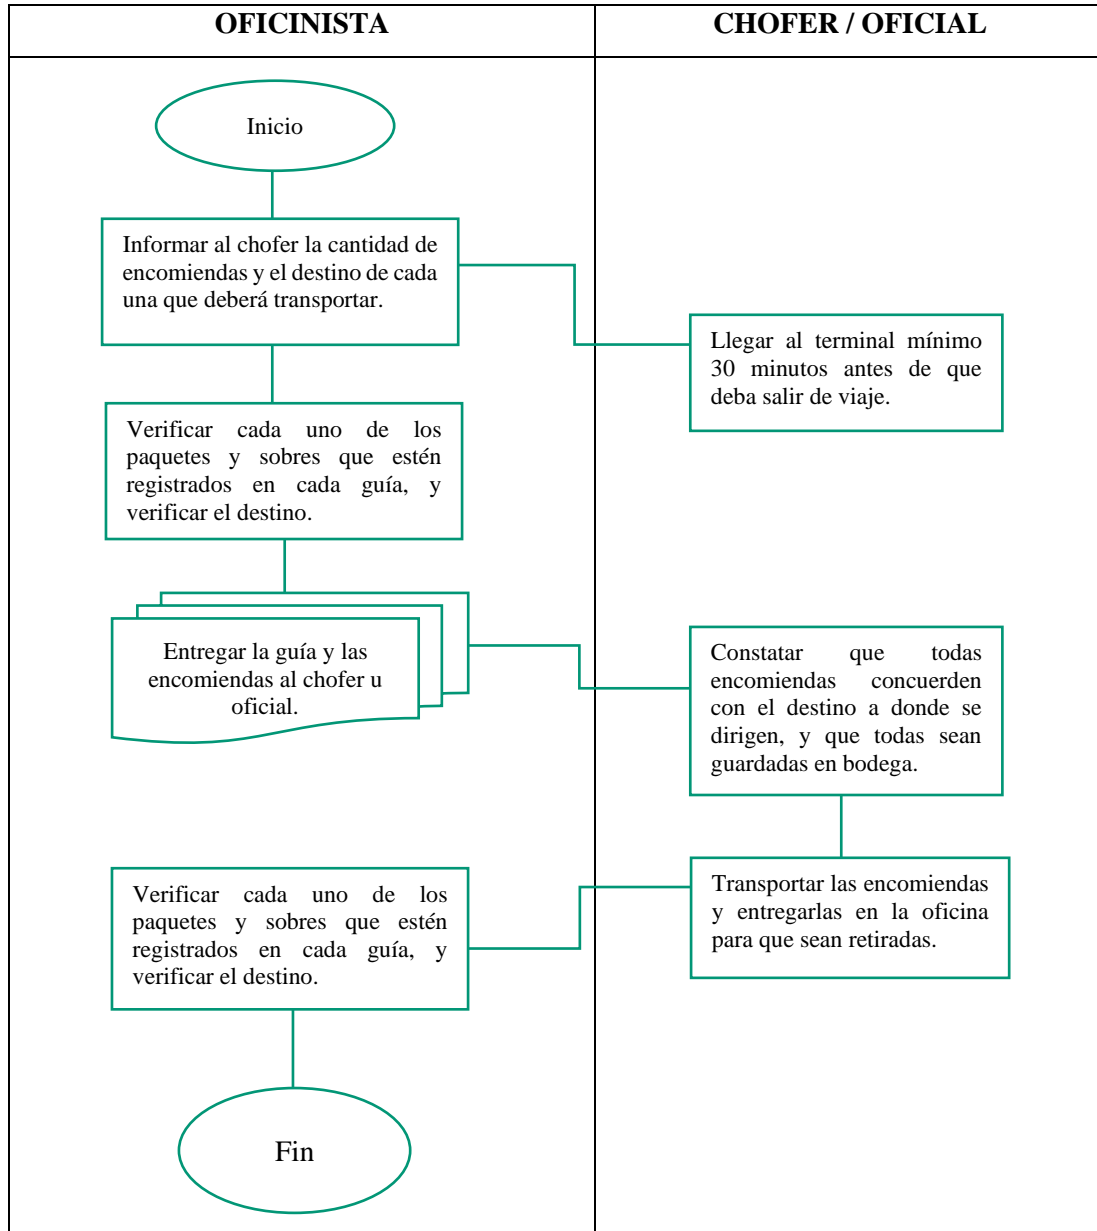 OFICINISTA
CHOFER / OFICIAL
Inicio
Informar al chofer la cantidad de
encomiendas y el destino de cada
una que deberá transportar.
Llegar al terminal mínimo
30 minutos antes de que
deba salir de viaje.
Verificar cada uno de los
paquetes y sobres que estén
registrados en cada guía, y
verificar el destino.
Entregar la guía y las
encomiendas al chofer u
oficial.
Constatar que todas
encomiendas concuerden
con el destino a donde se
dirigen, y que todas sean
guardadas en bodega.
Transportar las encomiendas
y entregarlas en la oficina
para que sean retiradas.
Verificar cada uno de los
paquetes y sobres que estén
registrados en cada guía, y
verificar el destino.
Fin